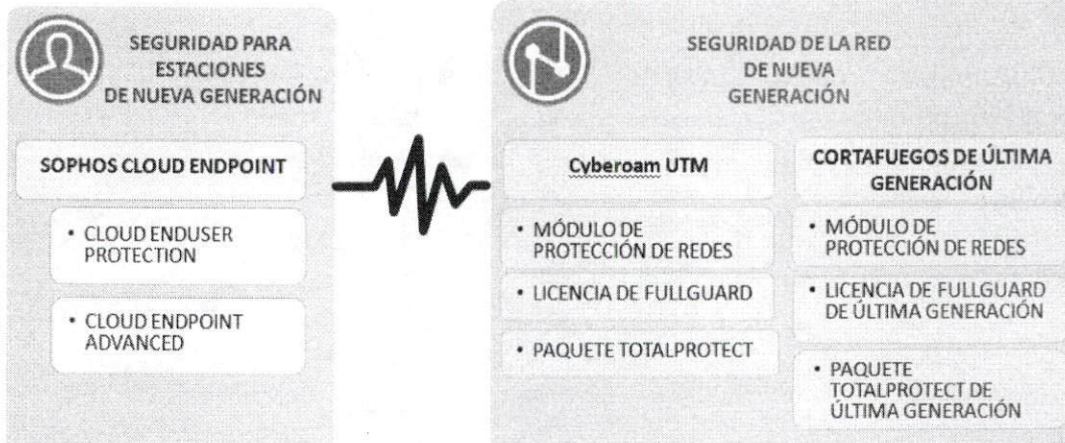 SEGURIDAD PARA
ESTACIONES
DE NUEVA GENERACIÓN
SOPHOS CLOUD ENDPOINT
• CLOUD ENDUSER
PROTECTION
• CLOUD ENDPOINT
ADVANCED
SEGURIDAD DE LA RED
DE NUEVA
GENERACIÓN
Cyberoam UTM
• MÓDULO DE
PROTECCIÓN DE REDES
• LICENCIA DE FULLGUARD
• PAQUETE TOTALPROTECT
CORTAFUEGOS DE ÚLTIMA
GENERACIÓN
• MÓDULO DE
PROTECCIÓN DE REDES
• LICENCIA DE FULLGUARD
DE ÚLTIMA GENERACIÓN
• PAQUETE
TOTALPROTECT DE
ÚLTIMA GENERACIÓN